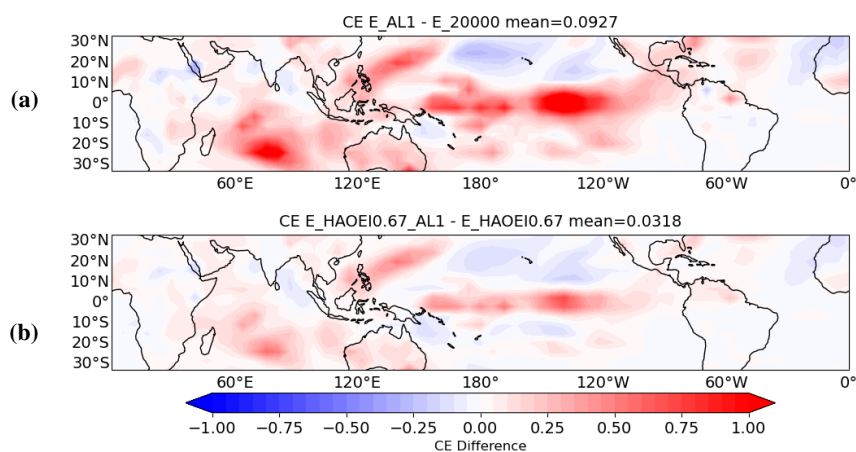 CE E_AL1 - E_20000 mean=0.0927
(a)
30°N
20°N
10°N
0°
10°S
20°S
30°S
60°E 120°E 180° 120°W 60°W 0°
CE E_HAOEI0.67_AL1 - E_HAOEI0.67 mean=0.0318
(b)
30°N
20°N
10°N
0°
10°S
20°S
30°S
60°E 120°E 180° 120°W 60°W 0°
−1.00 −0.75 −0.50 −0.25 0.00 0.25 0.50 0.75 1.00
CE Difference